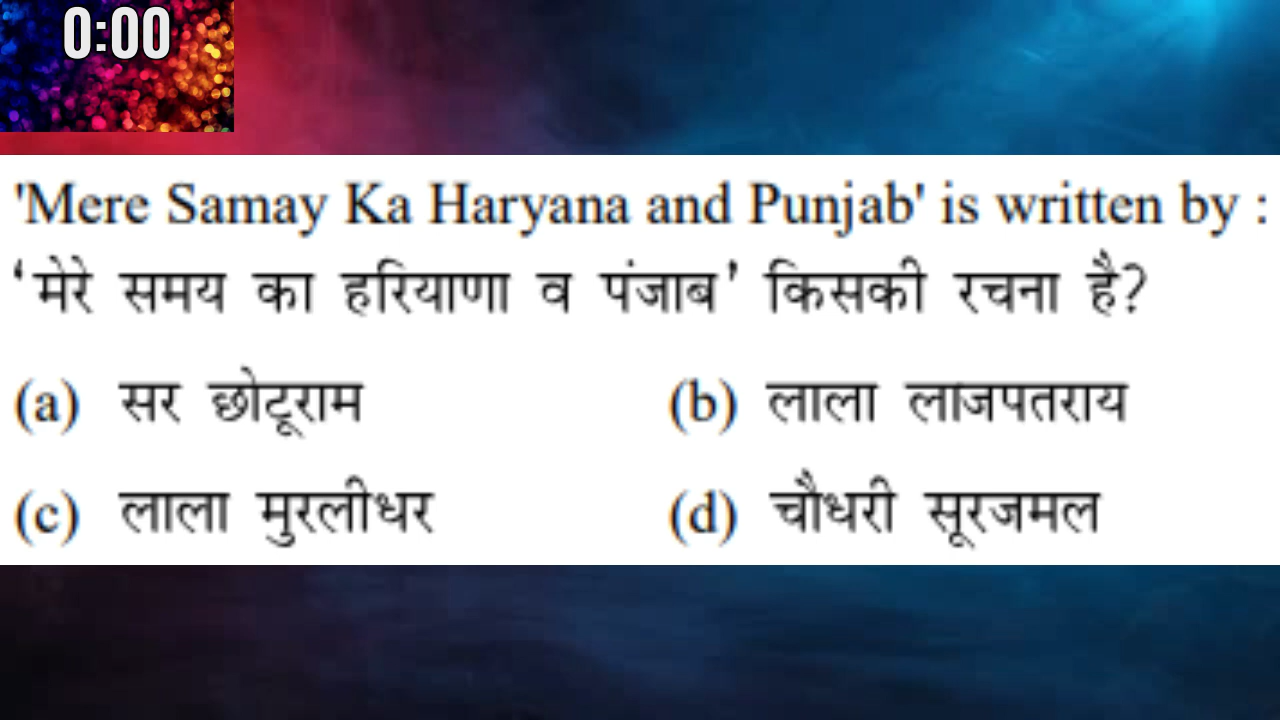 0:00
'Mere Samay Ka Haryana and Punjab' is written by :
‘मेरे समय का हरियाणा व पंजाब’ किसकी रचना है?
(a) सर छोटूराम (b) लाला लाजपतराय
(c) लाला मुरलीधर (d) चौधरी सूरजमल